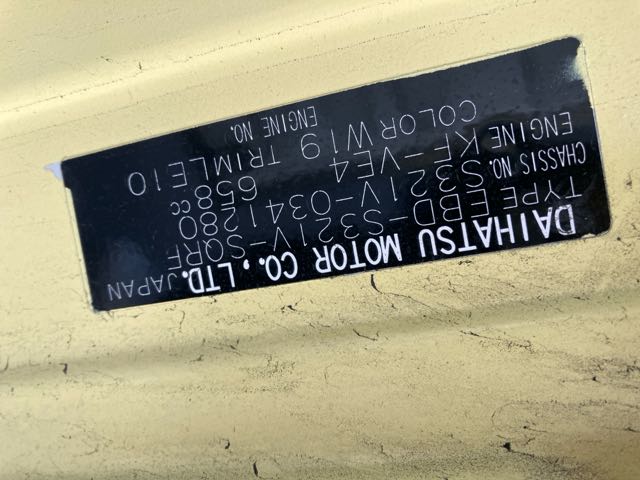 DAIHATSU MOTOR CO., LTD. JAPAN
TYPE EBD-S321V-SQRF
CHASSIS NO. S321V-0341280
ENGINE KF-VE4 658cc
COLOR W19 TRIM LE10
ENGINE NO.